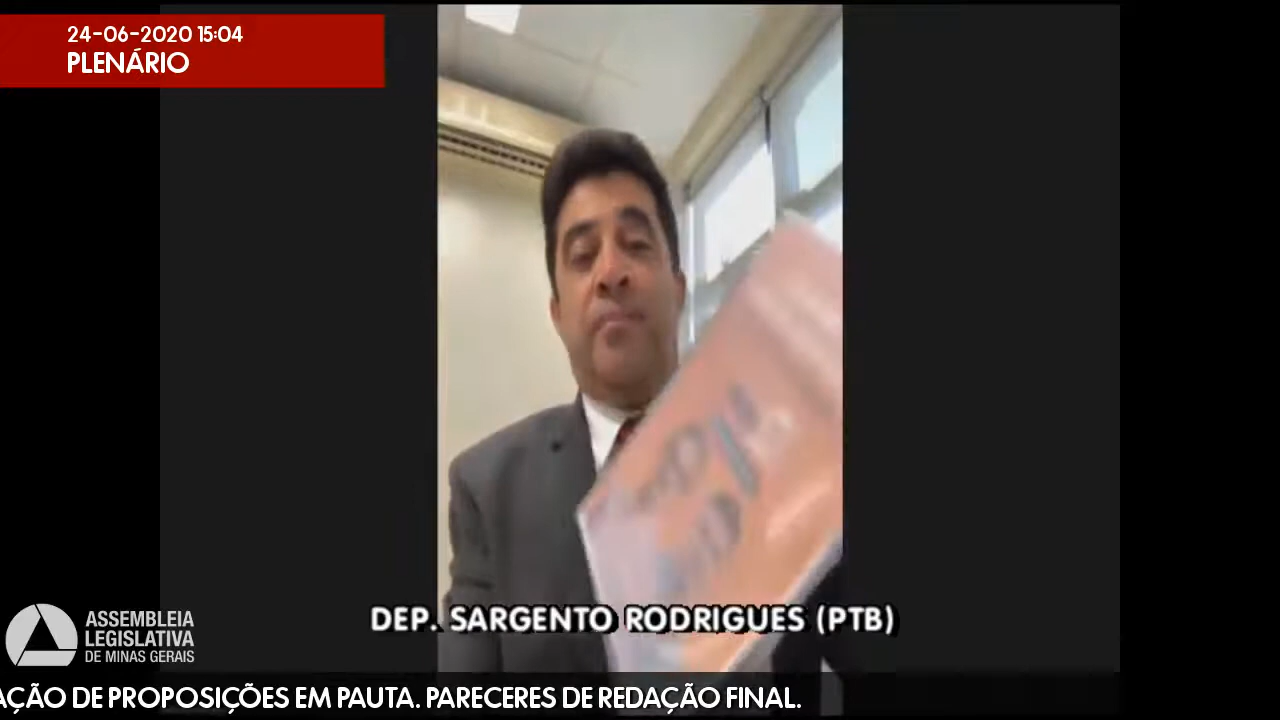 24-06-2020 15:04
PLENÁRIO
DEP. SARGENTO RODRIGUES (PTB)
ASSEMBLEIA
LEGISLATIVA
DE MINAS GERAIS
AÇÃO DE PROPOSIÇÕES EM PAUTA. PARECERES DE REDAÇÃO FINAL.